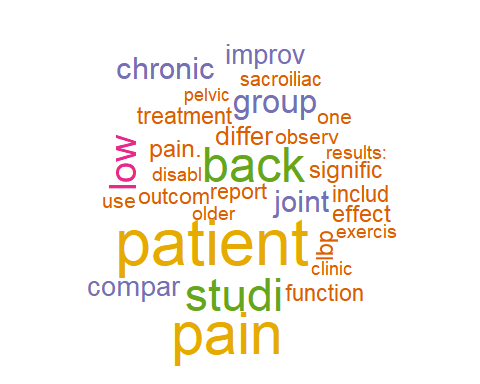 improv
chronic
sacroiliac
pelvic
group
treatment
one
differ
observ
low
pain.
back
results:
signific
disabl
use
outcom
report
joint
includ
older
effect
patient
lbp
exercis
clinic
compar
studi
function
pain